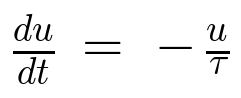 du/dt = − u/τ